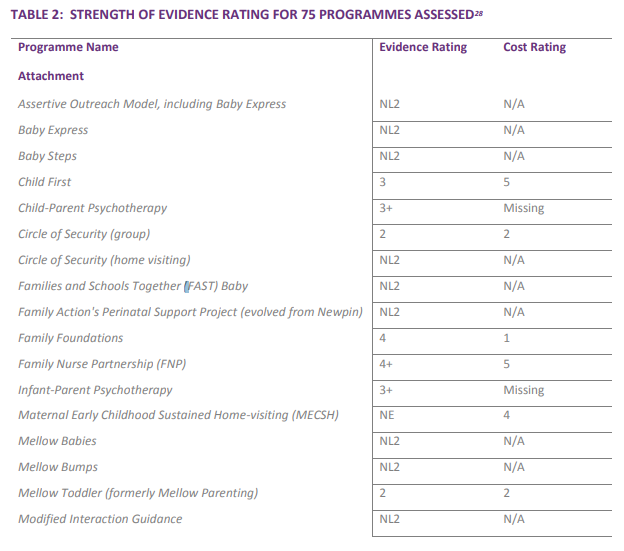 TABLE 2: STRENGTH OF EVIDENCE RATING FOR 75 PROGRAMMES ASSESSED28
Programme Name Evidence Rating Cost Rating
Attachment
Assertive Outreach Model, including Baby Express NL2 N/A
Baby Express NL2 N/A
Baby Steps NL2 N/A
Child First 3 5
Child-Parent Psychotherapy 3+ Missing
Circle of Security (group) 2 2
Circle of Security (home visiting) NL2 N/A
Families and Schools Together (FAST) Baby NL2 N/A
Family Action's Perinatal Support Project (evolved from Newpin) NL2 N/A
Family Foundations 4 1
Family Nurse Partnership (FNP) 4+ 5
Infant-Parent Psychotherapy 3+ Missing
Maternal Early Childhood Sustained Home-visiting (MECSH) NE 4
Mellow Babies NL2 N/A
Mellow Bumps NL2 N/A
Mellow Toddler (formerly Mellow Parenting) 2 2
Modified Interaction Guidance NL2 N/A